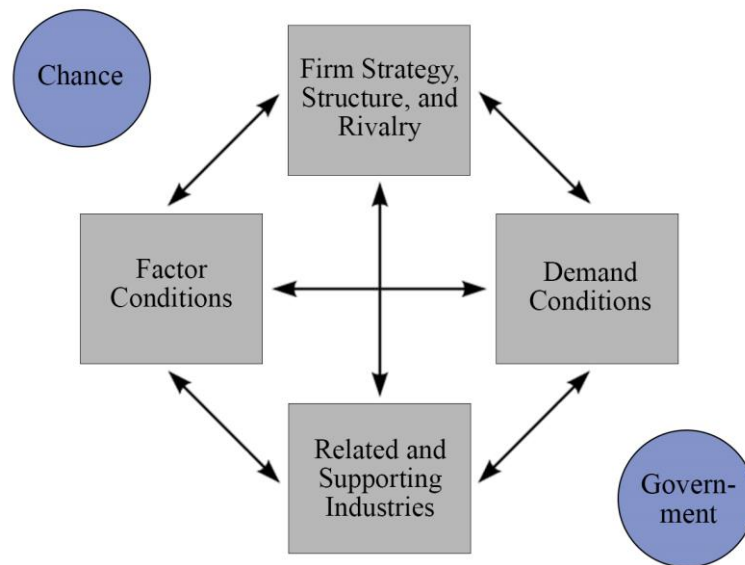 Chance
Firm Strategy,
Structure, and
Rivalry
Factor
Conditions
Demand
Conditions
Related and
Supporting
Industries
Govern-
ment